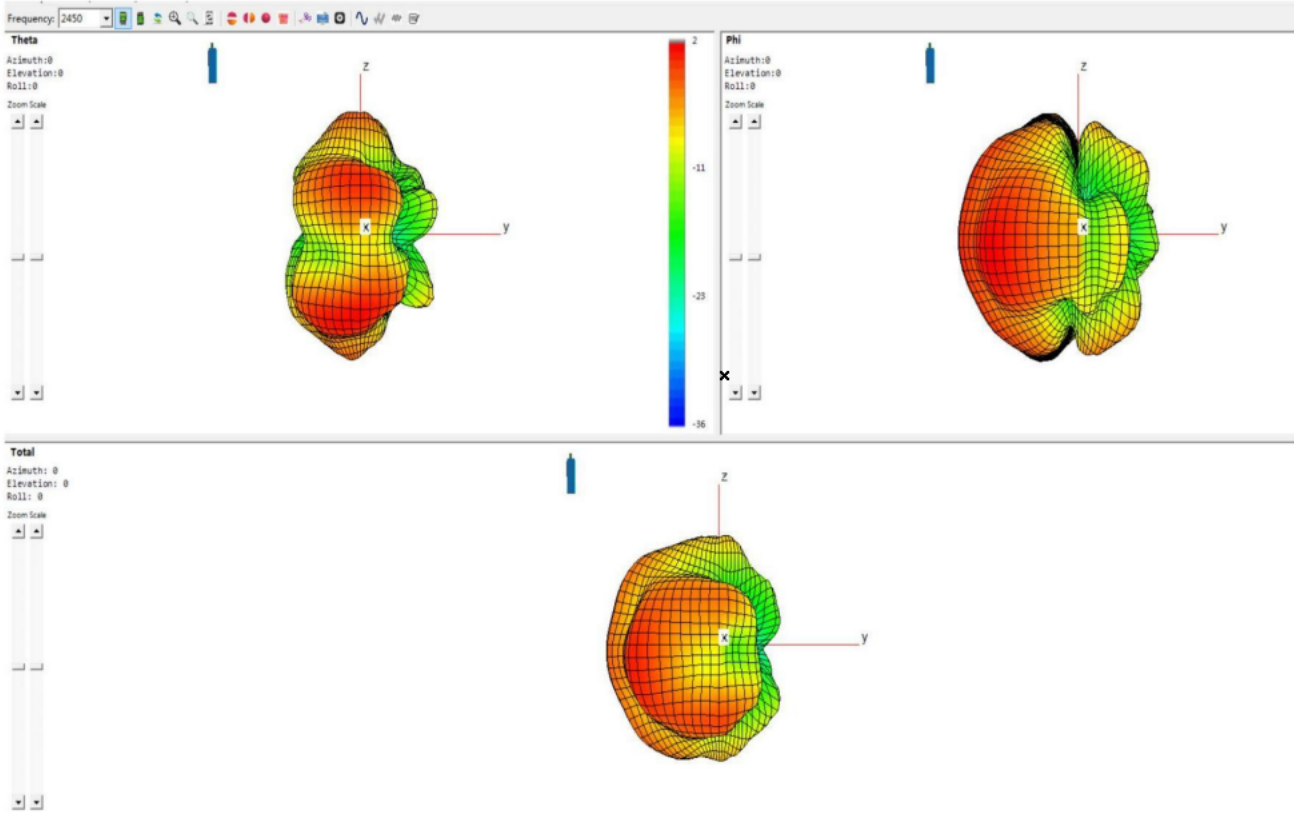 Frequency: 2450
Theta
Azimuth:0
Elevation:0
Roll:0
Zoom Scale
z
x
y
2
-11
-23
-36
Phi
Azimuth:0
Elevation:0
Roll:0
Zoom Scale
z
x
y
Total
Azimuth: 0
Elevation: 0
Roll: 0
Zoom Scale
z
x
y